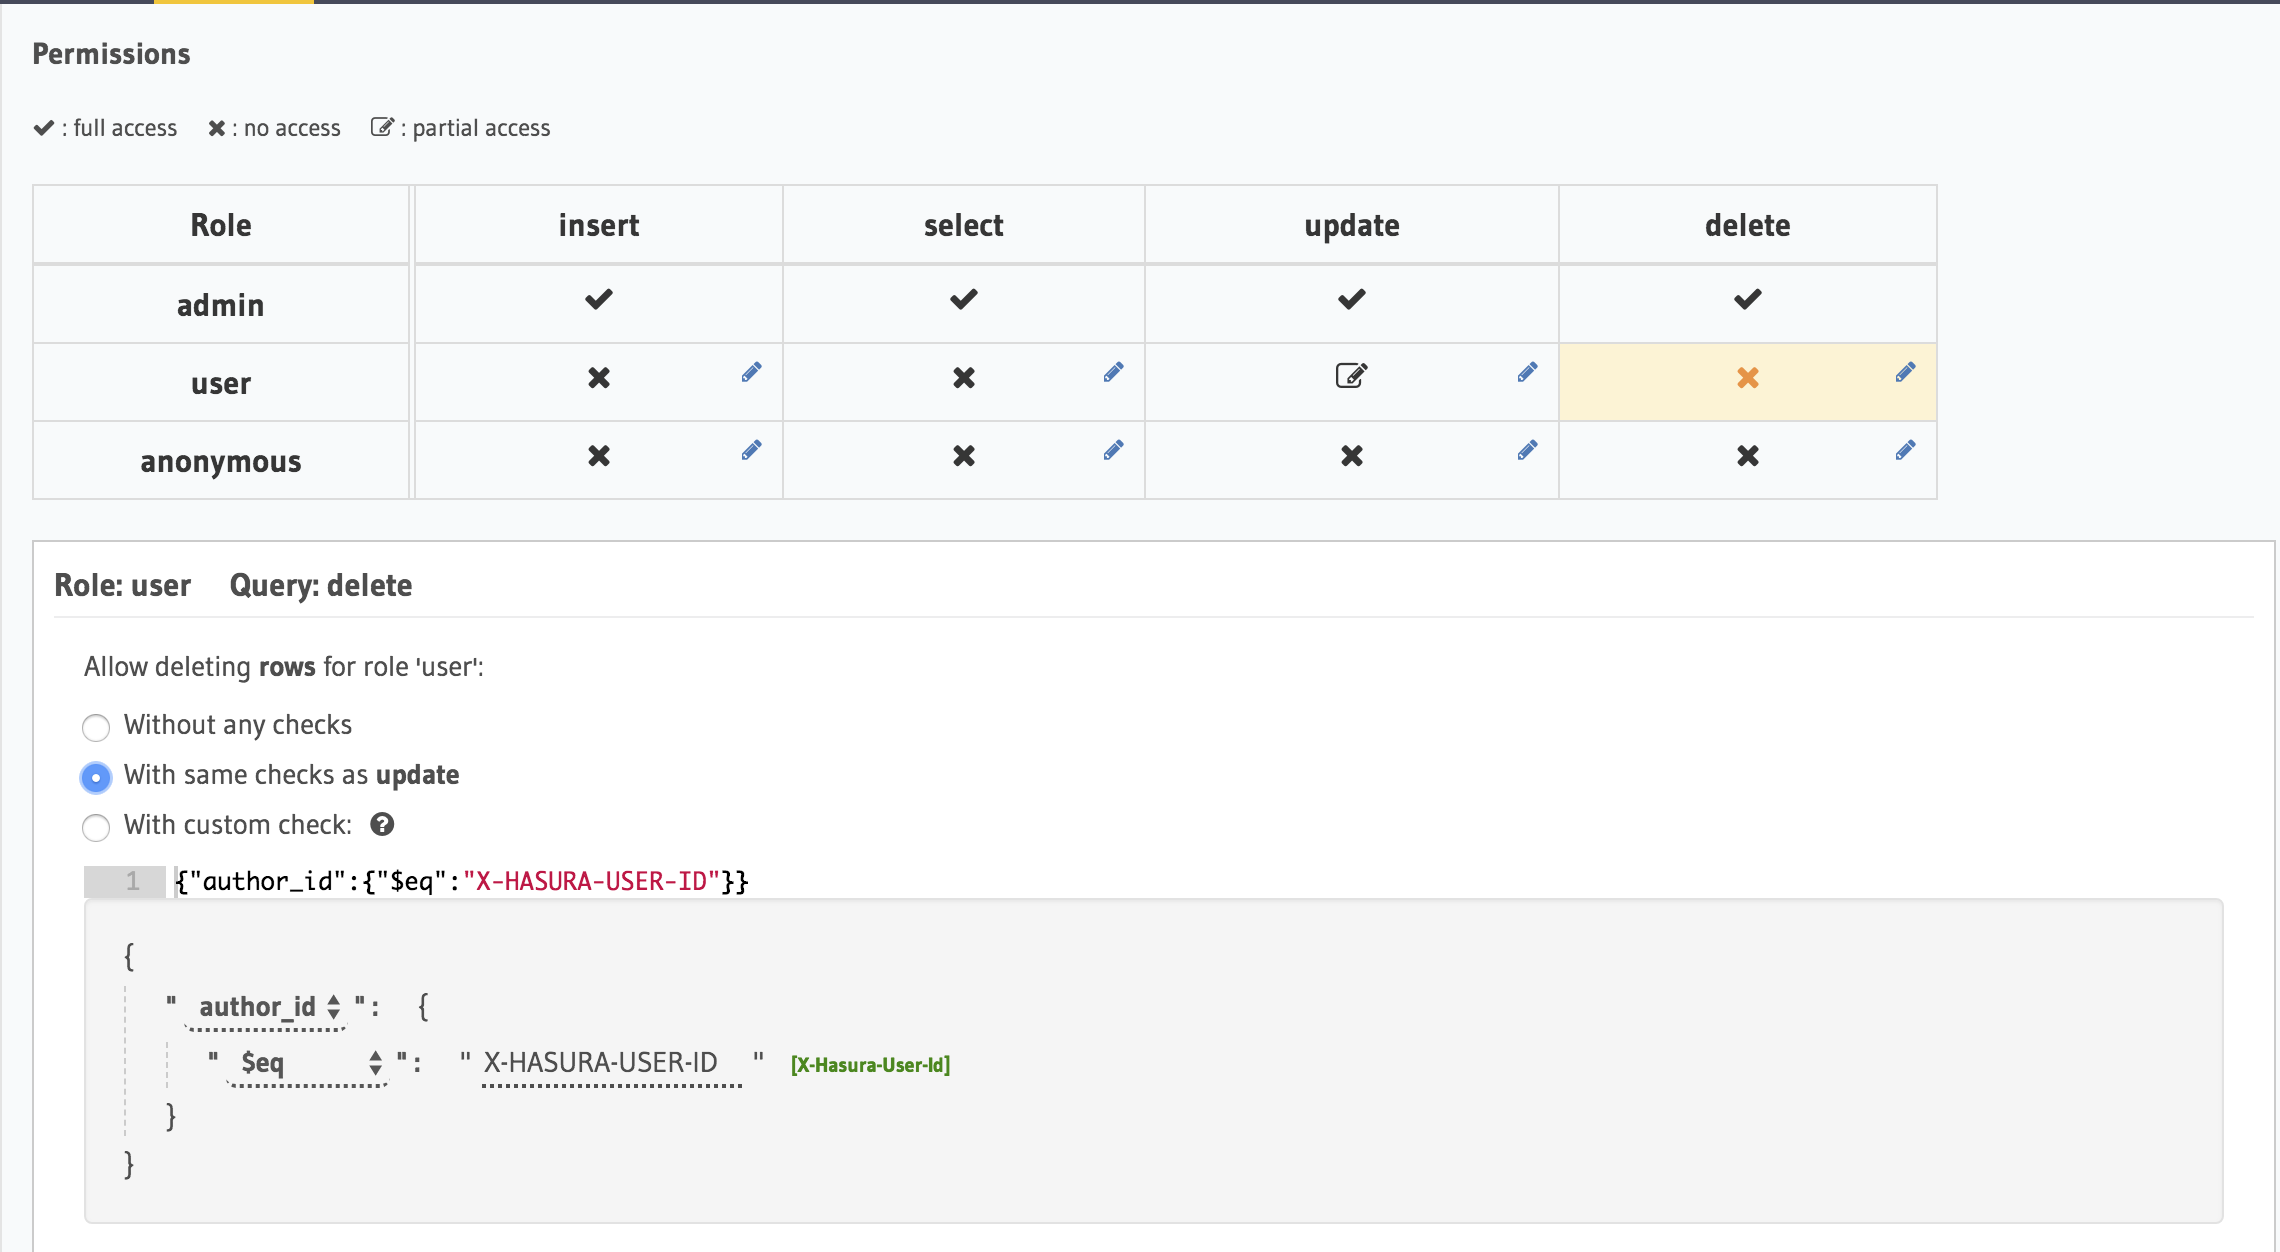 Permissions
: full access : no access : partial access
Role insert select update delete
admin
user
anonymous
Role: user Query: delete
Allow deleting rows for role 'user':
Without any checks
With same checks as update
With custom check: ?
1 {"author_id":{"$eq":"X-HASURA-USER-ID"}}
{
" author_id ": {
" $eq ": " X-HASURA-USER-ID " [X-Hasura-User-Id]
}
}